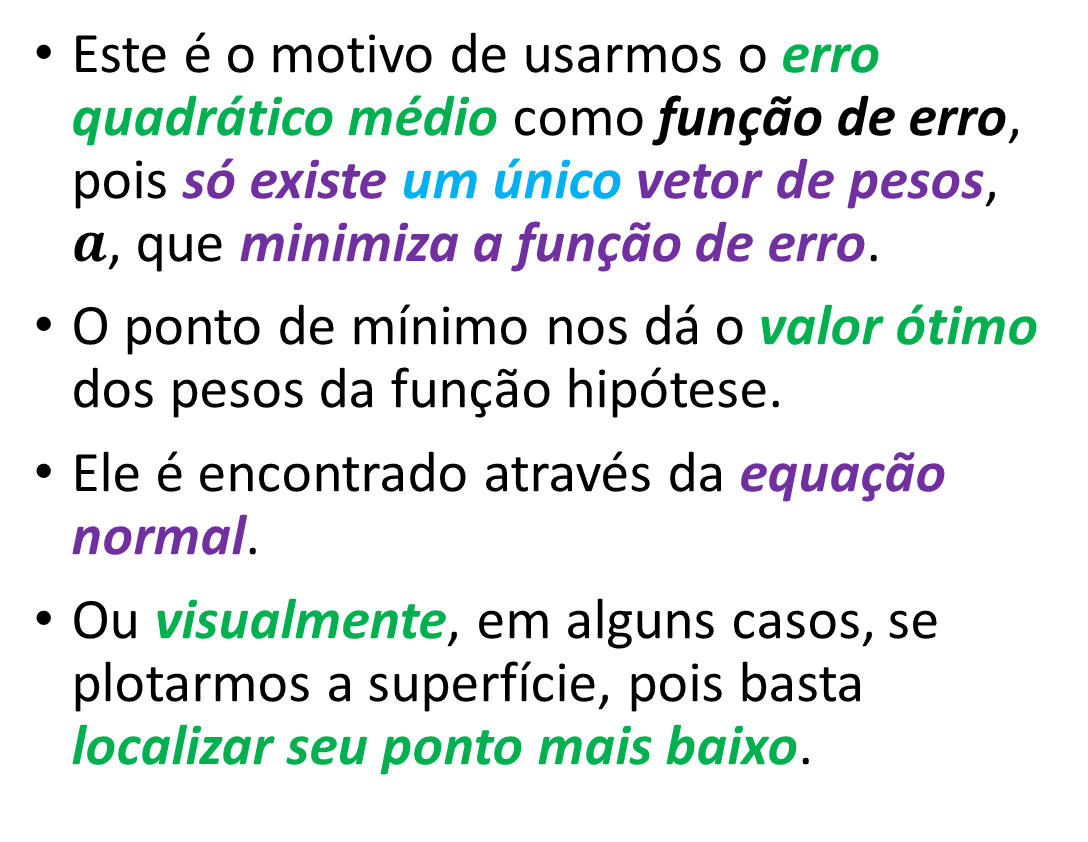 • Este é o motivo de usarmos o erro
quadrático médio como função de erro,
pois só existe um único vetor de pesos,
a, que minimiza a função de erro.
• O ponto de mínimo nos dá o valor ótimo
dos pesos da função hipótese.
• Ele é encontrado através da equação
normal.
• Ou visualmente, em alguns casos, se
plotarmos a superfície, pois basta
localizar seu ponto mais baixo.